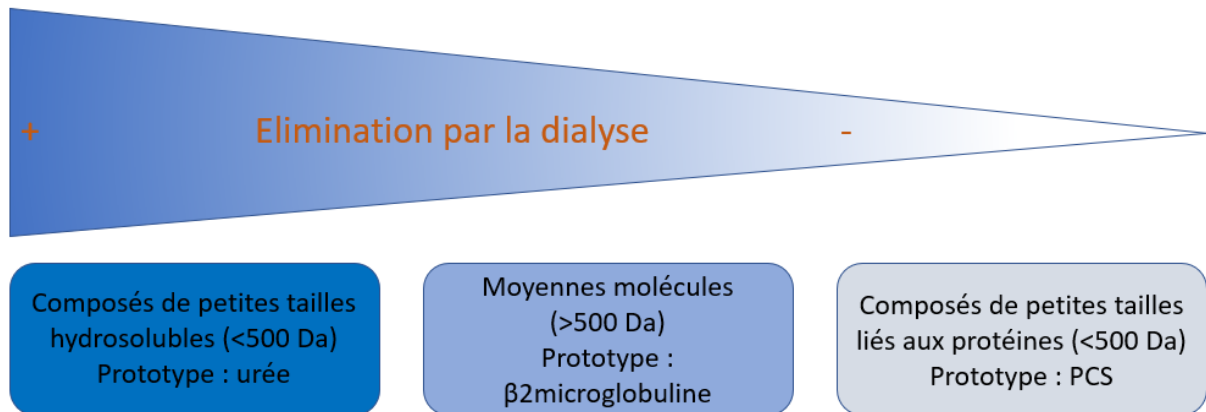 + Elimination par la dialyse -
Composés de petites tailles
hydrosolubles (<500 Da)
Prototype : urée
Moyennes molécules
(>500 Da)
Prototype :
β2microglobuline
Composés de petites tailles
liés aux protéines (<500 Da)
Prototype : PCS